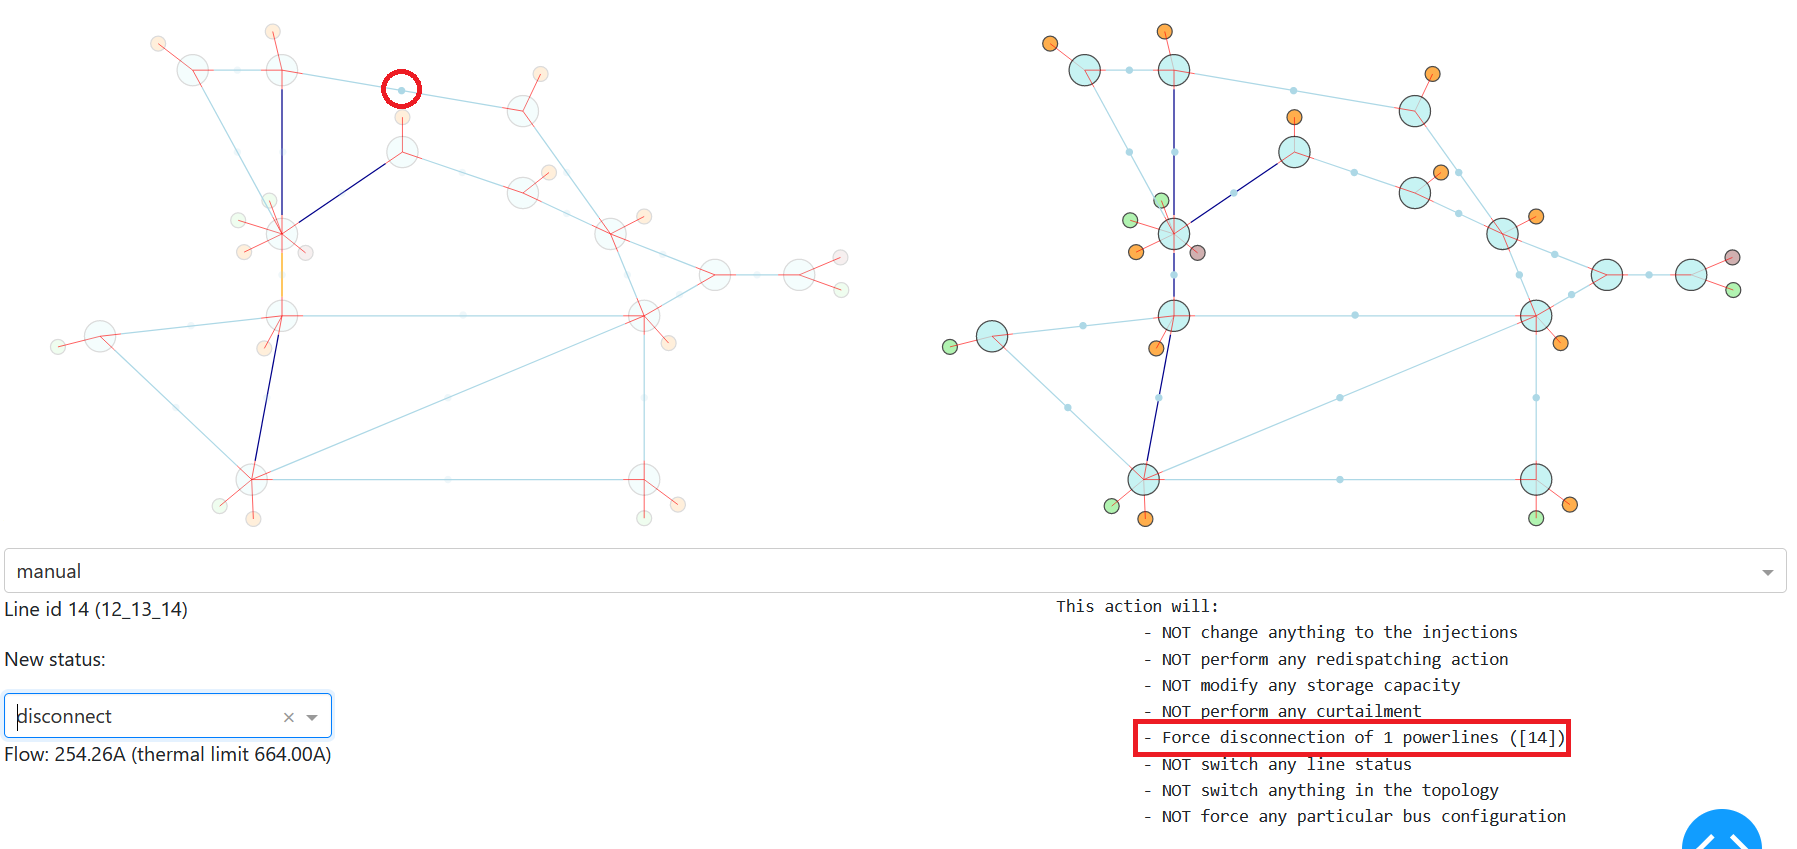 manual
Line id 14 (12_13_14)
New status:
disconnect
Flow: 254.26A (thermal limit 664.00A)
This action will:
- NOT change anything to the injections
- NOT perform any redispatching action
- NOT modify any storage capacity
- NOT perform any curtailment
- Force disconnection of 1 powerlines ([14])
- NOT switch any line status
- NOT switch anything in the topology
- NOT force any particular bus configuration